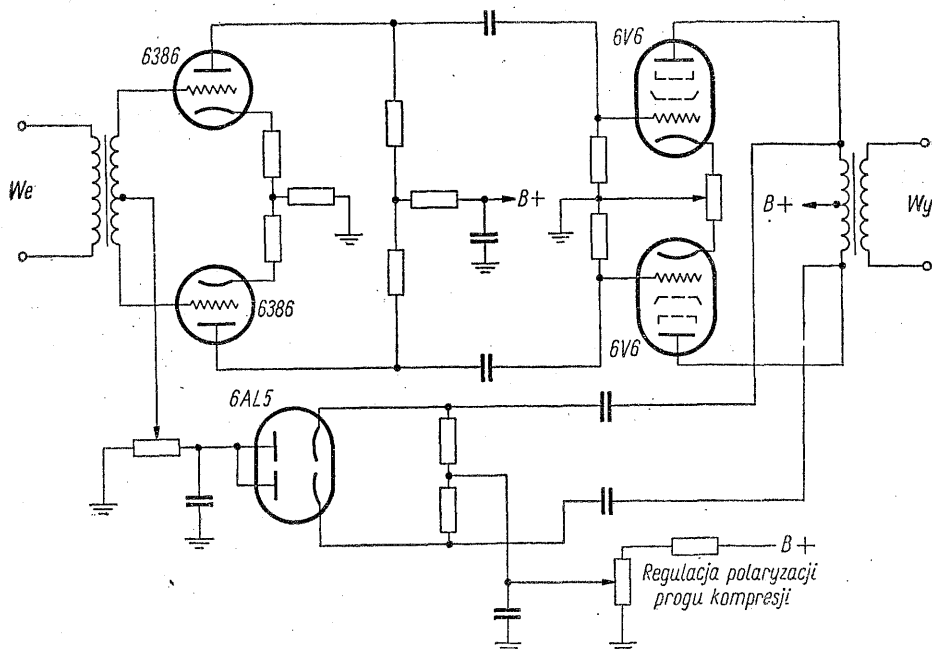 6386
6V6
We
B+
B+
Wy
6386
6V6
6AL5
B+
Regulacja polaryzacji
progu kompresji